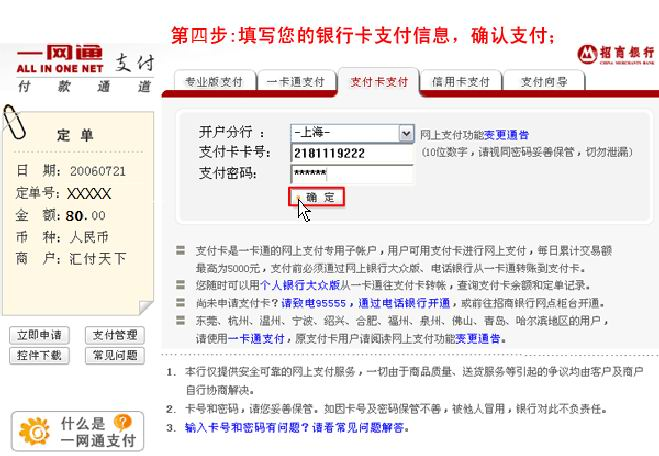 第四步:填写您的银行卡支付信息，确认支付;
一网通 支付
ALL IN ONE NET
付 款 通 道
招商银行
CHINA MERCHANTS BANK
专业版支付 一卡通支付 支付卡支付 信用卡支付 支付向导
定 单
日 期: 20060721
定单号: XXXXX
金 额: 80.00
币 种: 人民币
商 户: 汇付天下
立即申请 支付管理
控件下载 常见问题
什么是
一网通支付
开户分行 : -上海- 网上支付功能变更通告
支付卡卡号: 2181119222 (10位数字，请视同密码妥善保管，切勿泄漏)
支付密码: ******
确 定
支付卡是一卡通的网上支付专用子帐户，用户可用支付卡进行网上支付，每日累计交易额
最高为5000元，支付前必须通过网上银行大众版、电话银行从一卡通转账到支付卡。
您随时可以用个人银行大众版从一卡通往支付卡转帐，查询支付卡余额和定单记录。
尚未申请支付卡？请致电95555，通过电话银行开通，或前往招商银行网点柜台开通。
东莞、杭州、温州、宁波、绍兴、合肥、福州、泉州、佛山、青岛、哈尔滨地区的用户，
请使用一卡通支付，原支付卡用户请阅读网上支付功能变更通告。
1. 本行仅提供安全可靠的网上支付服务，一切由于商品质量、送货服务等引起的争议均由客户及商户
自行协商解决。
2. 卡号和密码，请您妥善保管。如因卡号及密码保管不善，被他人冒用，银行对此不负责任。
3. 输入卡号和密码有问题？请看常见问题解答。